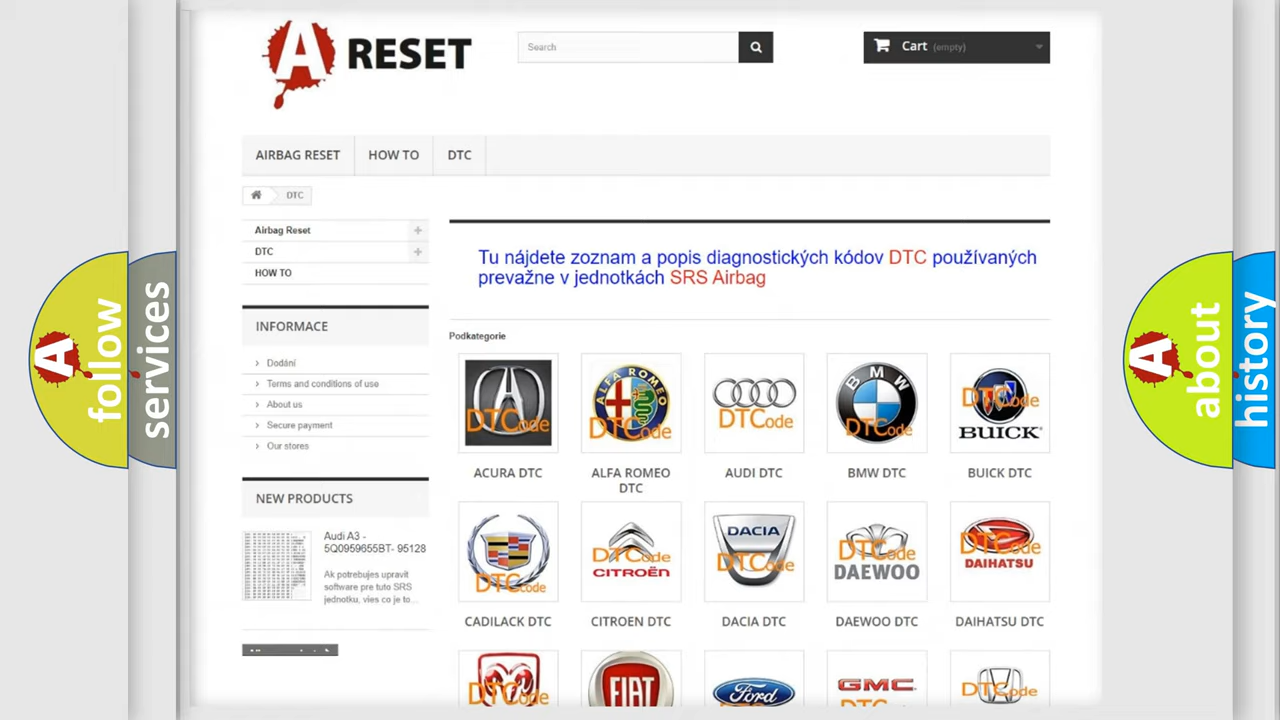 A RESET
Search
Cart (empty)
AIRBAG RESET
HOW TO
DTC
DTC
Airbag Reset
DTC
HOW TO
Tu nájdete zoznam a popis diagnostických kódov DTC používaných
prevažne v jednotkách SRS Airbag
INFORMACE
Dodání
Terms and conditions of use
About us
Secure payment
Our stores
Podkategorie
DTCode
ALFA ROMEO
DTCode
DTCode
BMW
DTCode
DTCode
BUICK
ACURA DTC
ALFA ROMEO
DTC
AUDI DTC
BMW DTC
BUICK DTC
NEW PRODUCTS
Audi A3 -
5Q0959655BT- 95128
Ak potrebujes upravit
software pre tuto SRS
jednotku, vies co je to...
DTCode
DTCode
CITROËN
DACIA
DTCode
DTCode
DAEWOO
DTCode
DAIHATSU
CADILACK DTC
CITROEN DTC
DACIA DTC
DAEWOO DTC
DAIHATSU DTC
DTCode
FIAT
Ford
DTCode
GMC
DTCode
A follow
services
A about
history